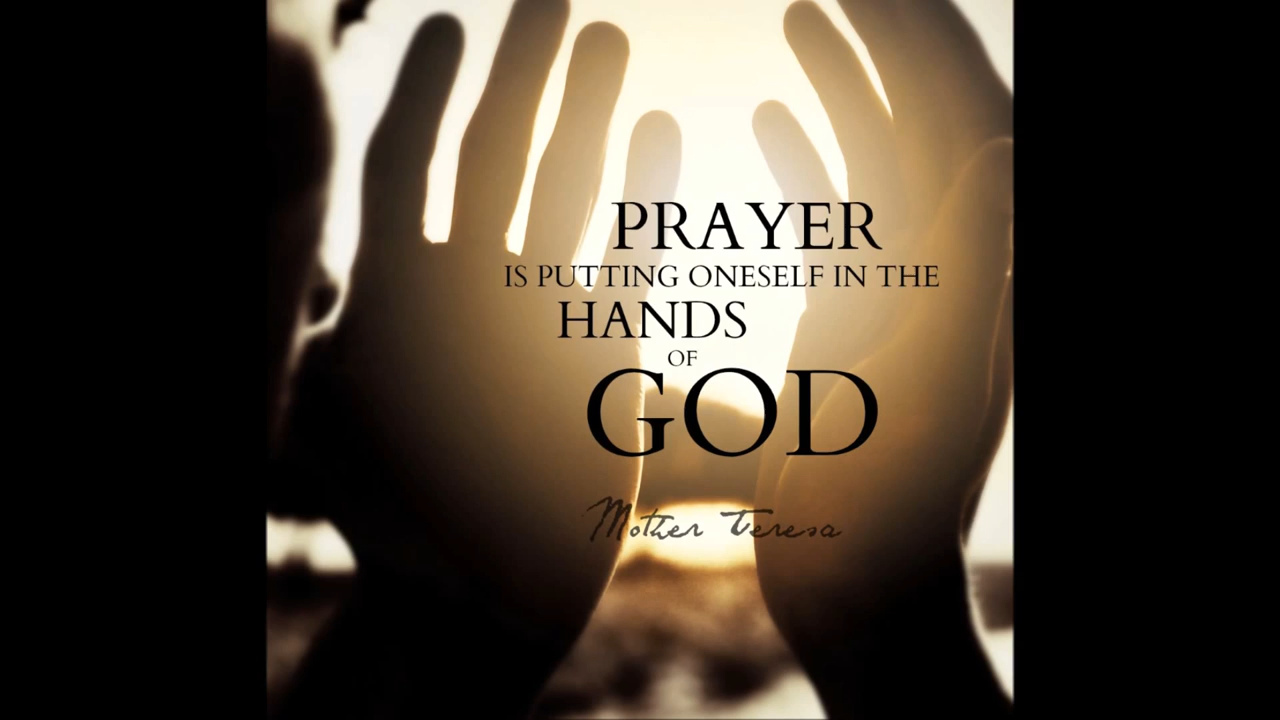 PRAYER
IS PUTTING ONESELF IN THE
HANDS
OF
GOD
Mother Teresa